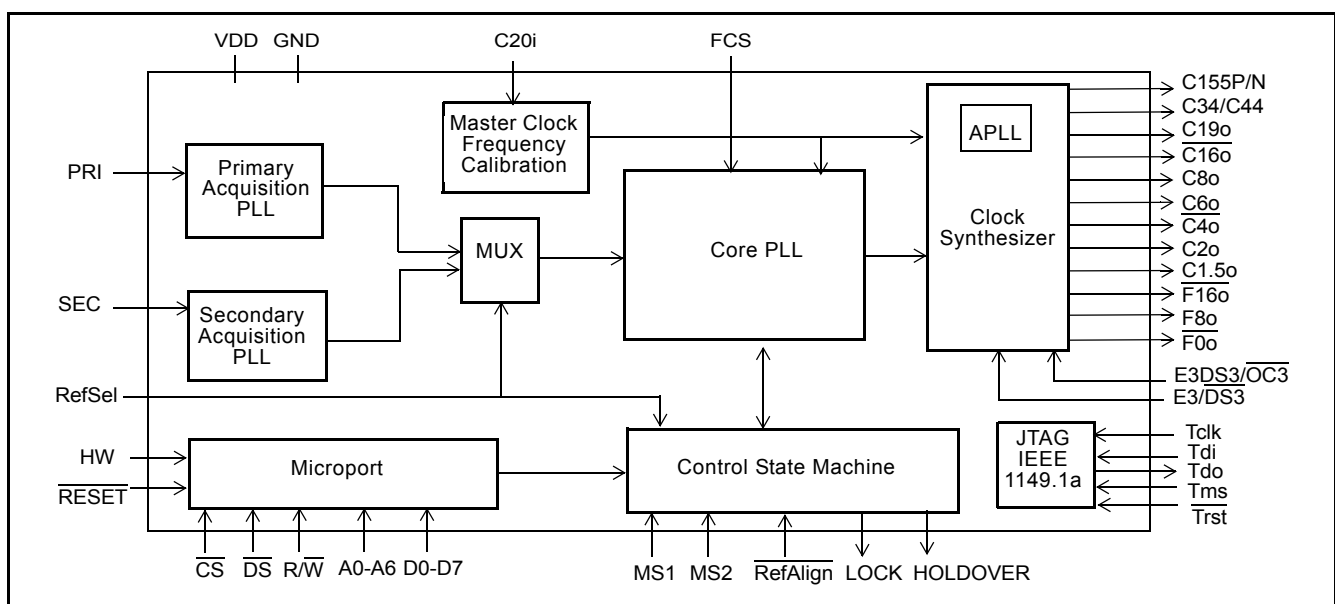 VDD GND C20i FCS
C155P/N
C34/C44
C19o
C16o
C8o
C6o
C4o
C2o
C1.5o
F16o
F8o
F0o
E3DS3/OC3
E3/DS3
APLL
Clock
Synthesizer
Master Clock
Frequency
Calibration
PRI
Primary
Acquisition
PLL
MUX
Core PLL
SEC
Secondary
Acquisition
PLL
RefSel
HW
RESET
Microport
Control State Machine
JTAG
IEEE
1149.1a
Tclk
Tdi
Tdo
Tms
Trst
CS DS R/W A0-A6 D0-D7
MS1 MS2 RefAlign LOCK HOLDOVER